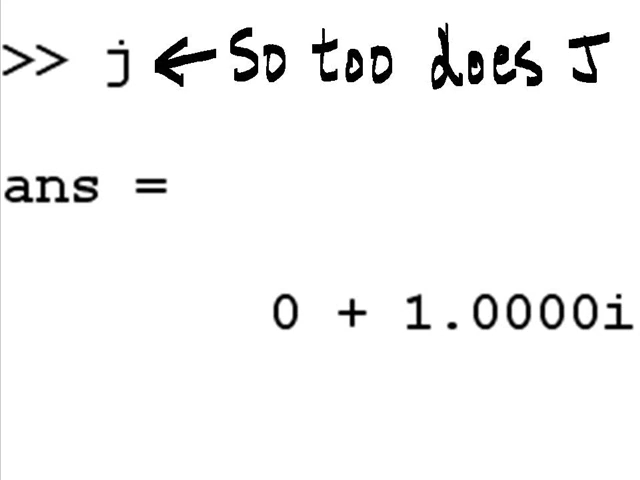 >> j ← So too does J
ans =
0 + 1.0000i